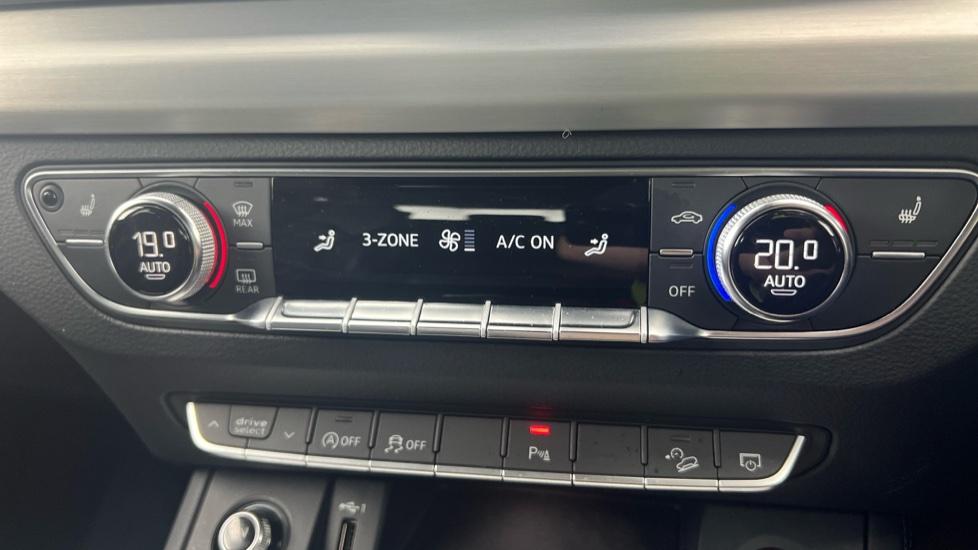 19.0
AUTO
MAX
REAR
3-ZONE
A/C ON
OFF
20.0
AUTO
drive
select
A OFF
OFF
P